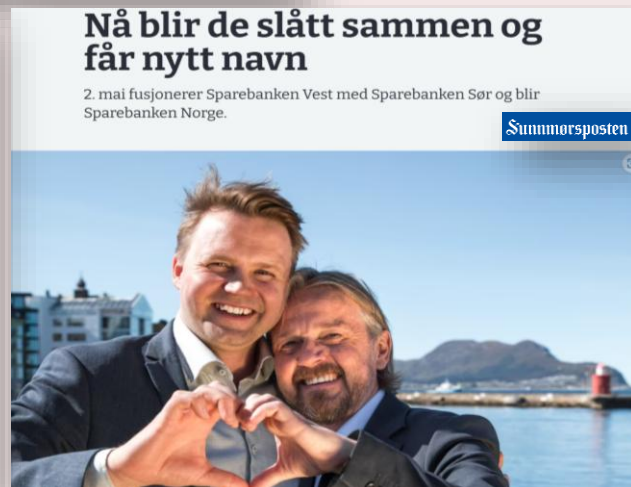 Nå blir de slått sammen og
får nytt navn
2. mai fusjonerer Sparebanken Vest med Sparebanken Sør og blir
Sparebanken Norge.
Sunnmørsposten